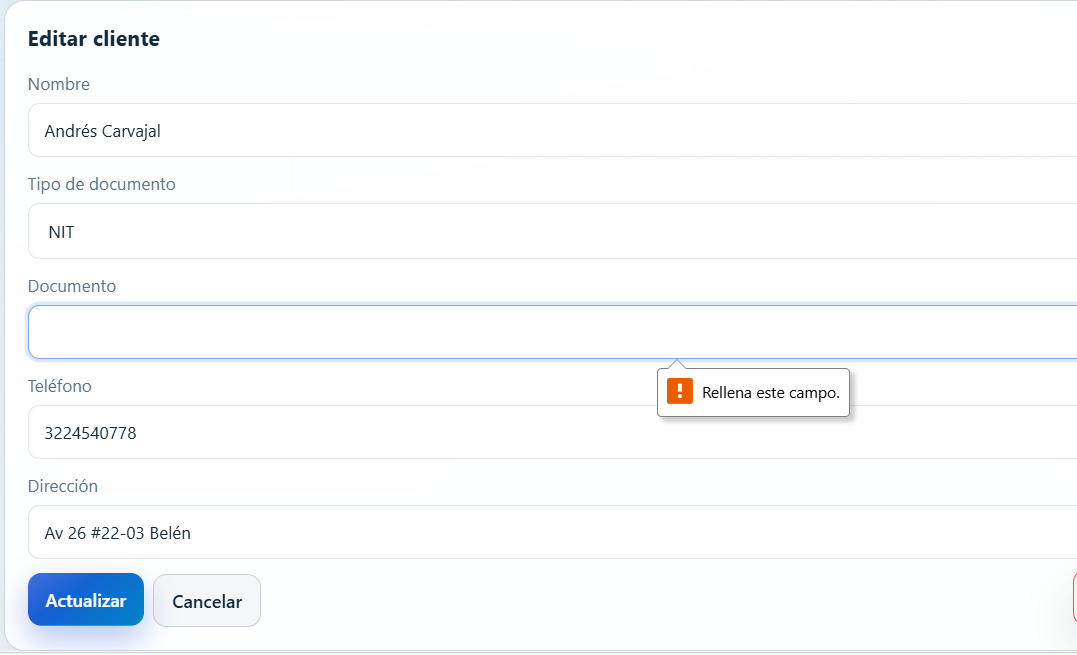 Editar cliente
Nombre
Andrés Carvajal
Tipo de documento
NIT
Documento
Rellena este campo.
Teléfono
3224540778
Dirección
Av 26 #22-03 Belén
Actualizar
Cancelar